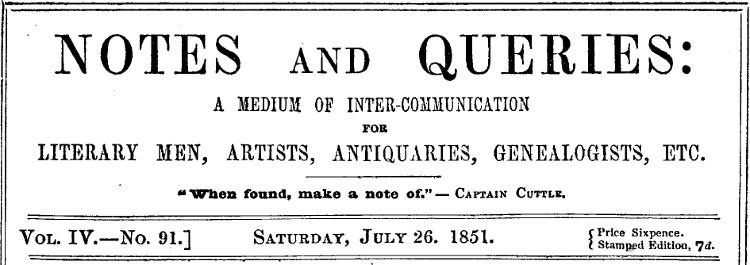 NOTES AND QUERIES:
A MEDIUM OF INTER-COMMUNICATION
FOR
LITERARY MEN, ARTISTS, ANTIQUARIES, GENEALOGISTS, ETC.
"When found, make a note of."—CAPTAIN CUTTLE.
VOL. IV.—No. 91.] SATURDAY, JULY 26. 1851. { Price Sixpence.
{ Stamped Edition, 7d.